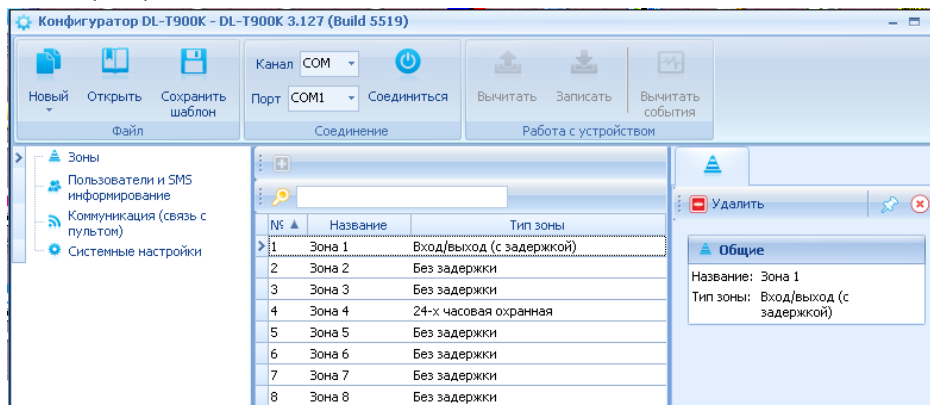 Конфигуратор DL-T900K - DL-T900K 3.127 (Build 5519)
Новый
Открыть
Сохранить
шаблон
Файл
Канал COM
Порт COM1
Соединиться
Соединение
Вычитать
Записать
Вычитать
события
Работа с устройством
Зоны
Пользователи и SMS
информирование
Коммуникация (связь с
пультом)
Системные настройки
№ Название Тип зоны
1 Зона 1 Вход/выход (с задержкой)
2 Зона 2 Без задержки
3 Зона 3 Без задержки
4 Зона 4 24-х часовая охранная
5 Зона 5 Без задержки
6 Зона 6 Без задержки
7 Зона 7 Без задержки
8 Зона 8 Без задержки
Удалить
Общие
Название: Зона 1
Тип зоны: Вход/выход (с
задержкой)